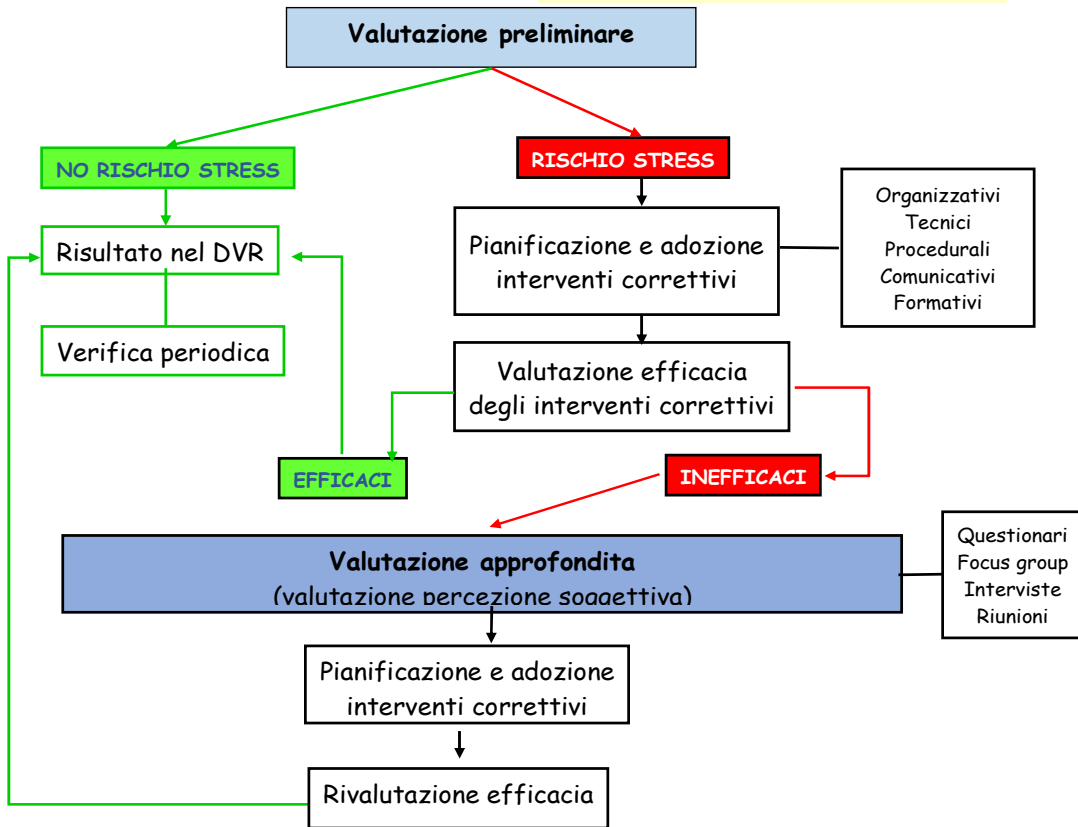 Valutazione preliminare
NO RISCHIO STRESS
RISCHIO STRESS
Organizzativi
Tecnici
Procedurali
Comunicativi
Formativi
Pianificazione e adozione
interventi correttivi
Risultato nel DVR
Verifica periodica
Valutazione efficacia
degli interventi correttivi
EFFICACI
INEFFICACI
Valutazione approfondita
(valutazione percezione soggettiva)
Questionari
Focus group
Interviste
Riunioni
Pianificazione e adozione
interventi correttivi
Rivalutazione efficacia